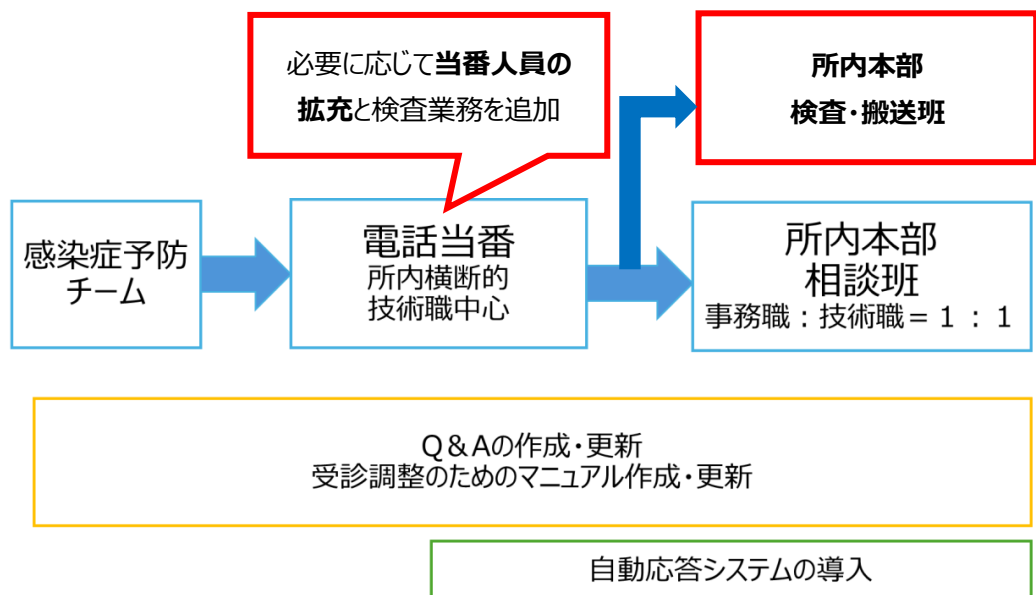 必要に応じて当番人員の
拡充と検査業務を追加
所内本部
検査・搬送班
感染症予防
チーム
電話当番
所内横断的
技術職中心
所内本部
相談班
事務職：技術職＝１：１
Ｑ＆Ａの作成・更新
受診調整のためのマニュアル作成・更新
自動応答システムの導入